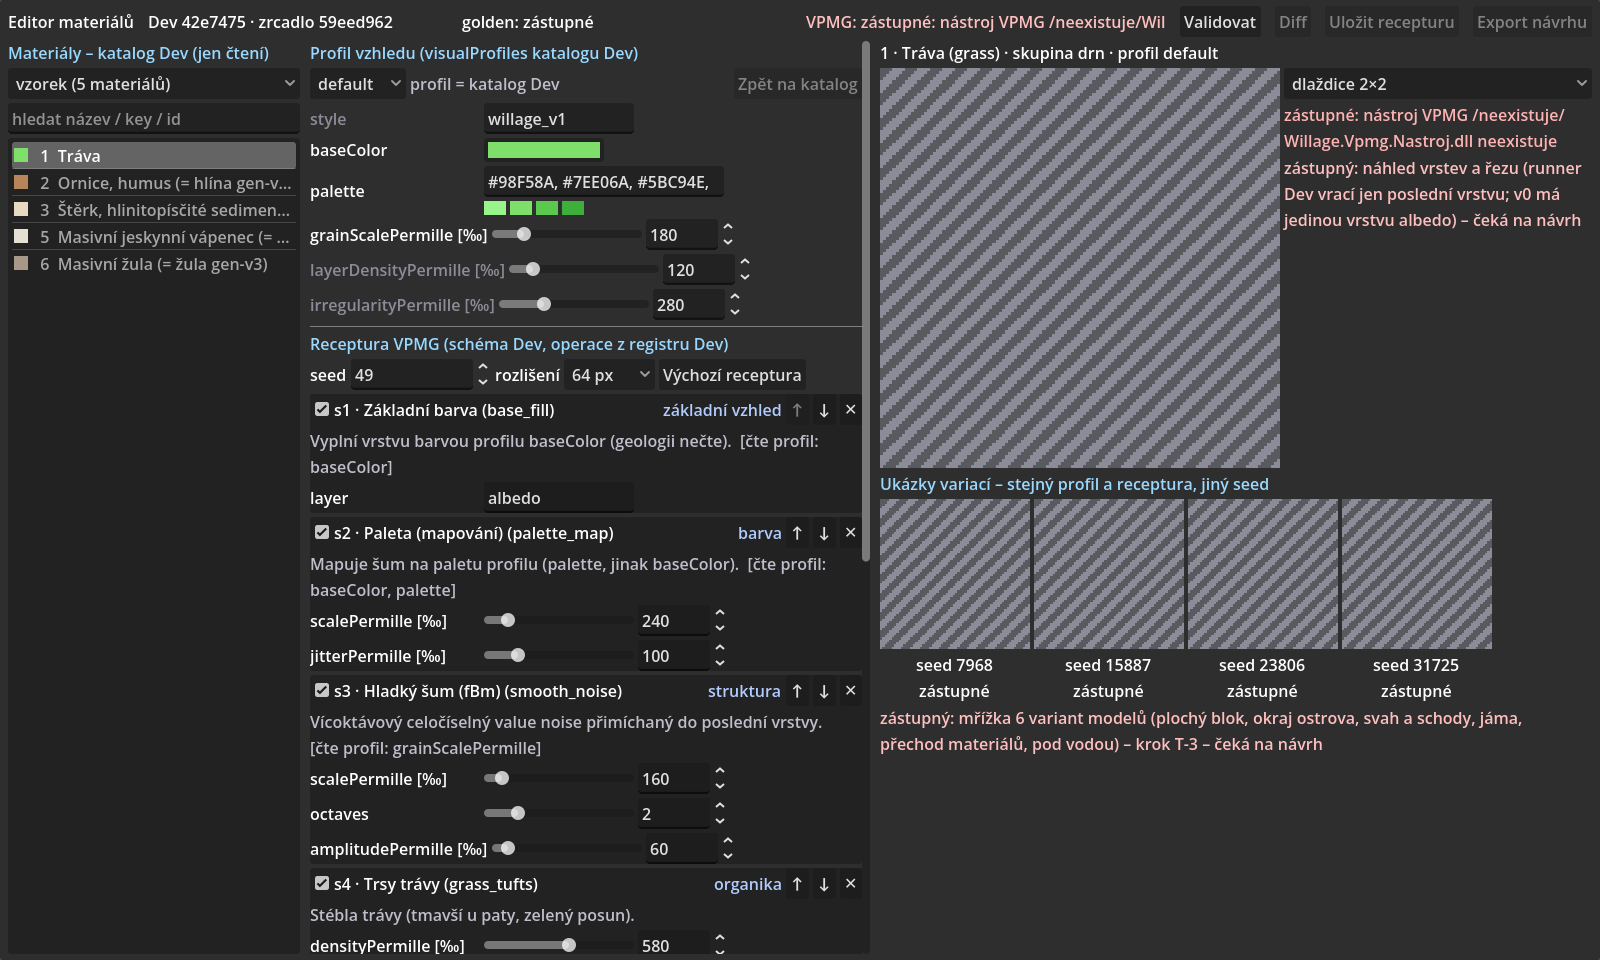 Editor materiálů Dev 42e7475 · zrcadlo 59eed962 golden: zástupné VPMG: zástupné: nástroj VPMG /neexistuje/Wil Validovat Diff Uložit recepturu Export návrhu
Materiály – katalog Dev (jen čtení)
vzorek (5 materiálů)
hledat název / key / id
1 Tráva
2 Ornice, humus (= hlína gen-v...
3 Štěrk, hlinitopísčité sedimen...
5 Masivní jeskynní vápenec (= ...
6 Masivní žula (= žula gen-v3)
Profil vzhledu (visualProfiles katalogu Dev)
default profil = katalog Dev Zpět na katalog
style willage_v1
baseColor
palette #98F58A, #7EE06A, #5BC94E,
grainScalePermille [‰] 180
layerDensityPermille [‰] 120
irregularityPermille [‰] 280
Receptura VPMG (schéma Dev, operace z registru Dev)
seed 49 rozlišení 64 px Výchozí receptura
s1 · Základní barva (base_fill) základní vzhled ↑ ↓ ✕
Vyplní vrstvu barvou profilu baseColor (geologii nečte). [čte profil:
baseColor]
layer albedo
s2 · Paleta (mapování) (palette_map) barva ↑ ↓ ✕
Mapuje šum na paletu profilu (palette, jinak baseColor). [čte profil:
baseColor, palette]
scalePermille [‰] 240
jitterPermille [‰] 100
s3 · Hladký šum (fBm) (smooth_noise) struktura ↑ ↓ ✕
Vícoktávový celočíselný value noise přimíchaný do poslední vrstvy.
[čte profil: grainScalePermille]
scalePermille [‰] 160
octaves 2
amplitudePermille [‰] 60
s4 · Trsy trávy (grass_tufts) organika ↑ ↓ ✕
Stébla trávy (tmavší u paty, zelený posun).
densityPermille [‰] 580
1 · Tráva (grass) · skupina drn · profil default
dlaždice 2×2
zástupné: nástroj VPMG /neexistuje/
Willage.Vpmg.Nastroj.dll neexistuje
zástupný: náhled vrstev a řezu (runner
Dev vrací jen poslední vrstvu; v0 má
jedinou vrstvu albedo) – čeká na návrh
Ukázky variací – stejný profil a receptura, jiný seed
seed 7968 seed 15887 seed 23806 seed 31725
zástupné zástupné zástupné zástupné
zástupný: mřížka 6 variant modelů (plochý blok, okraj ostrova, svah a schody, jáma,
přechod materiálů, pod vodou) – krok T-3 – čeká na návrh